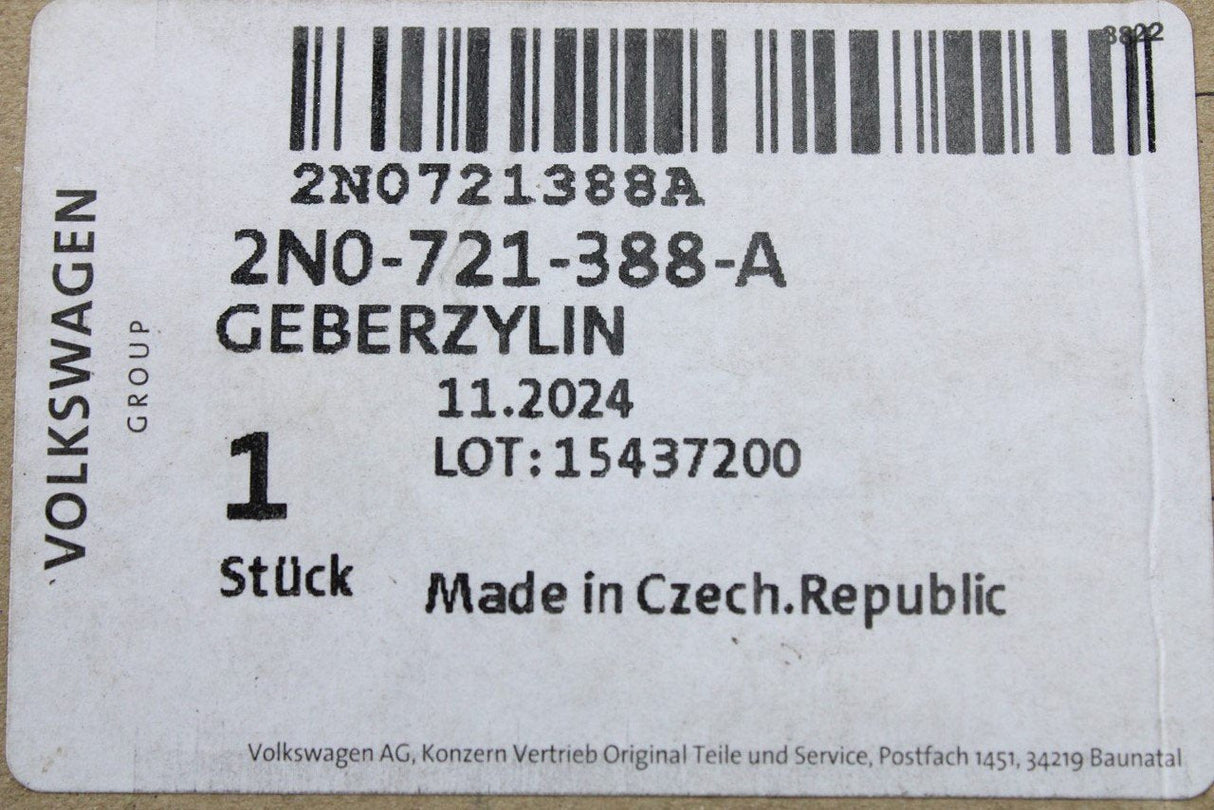 3822
2N0721388A
2N0-721-388-A
GEBERZYLIN
11.2024
LOT:15437200
1
Stück
Made in Czech.Republic
VOLKSWAGEN
GROUP
Volkswagen AG, Konzern Vertrieb Original Teile und Service, Postfach 1451, 34219 Baunatal